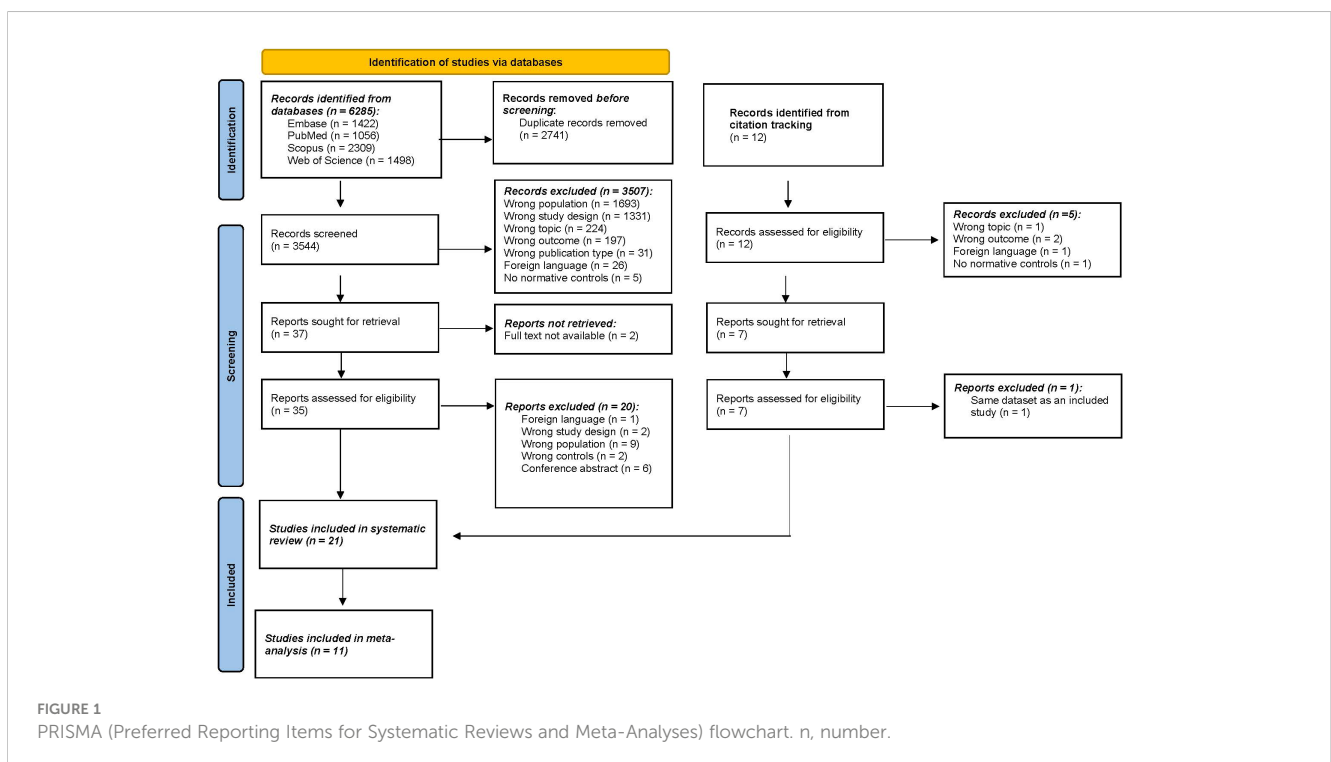 Identification of studies via databases
Identification
Records identified from
databases (n = 6285):
Embase (n = 1422)
PubMed (n = 1056)
Scopus (n = 2309)
Web of Science (n = 1498)
Records removed before
screening:
Duplicate records removed
(n = 2741)
Records identified from
citation tracking
(n = 12)
Screening
Records screened
(n = 3544)
Records excluded (n = 3507):
Wrong population (n = 1693)
Wrong study design (n = 1331)
Wrong topic (n = 224)
Wrong outcome (n = 197)
Wrong publication type (n = 31)
Foreign language (n = 26)
No normative controls (n = 5)
Records assessed for eligibility
(n = 12)
Records excluded (n =5):
Wrong topic (n = 1)
Wrong outcome (n = 2)
Foreign language (n = 1)
No normative controls (n = 1)
Reports sought for retrieval
(n = 37)
Reports not retrieved:
Full text not available (n = 2)
Reports sought for retrieval
(n = 7)
Reports assessed for eligibility
(n = 35)
Reports excluded (n = 20):
Foreign language (n = 1)
Wrong study design (n = 2)
Wrong population (n = 9)
Wrong controls (n = 2)
Conference abstract (n = 6)
Reports assessed for eligibility
(n = 7)
Reports excluded (n = 1):
Same dataset as an included
study (n = 1)
Included
Studies included in systematic
review (n = 21)
Studies included in meta-
analysis (n = 11)
FIGURE 1
PRISMA (Preferred Reporting Items for Systematic Reviews and Meta-Analyses) flowchart. n, number.